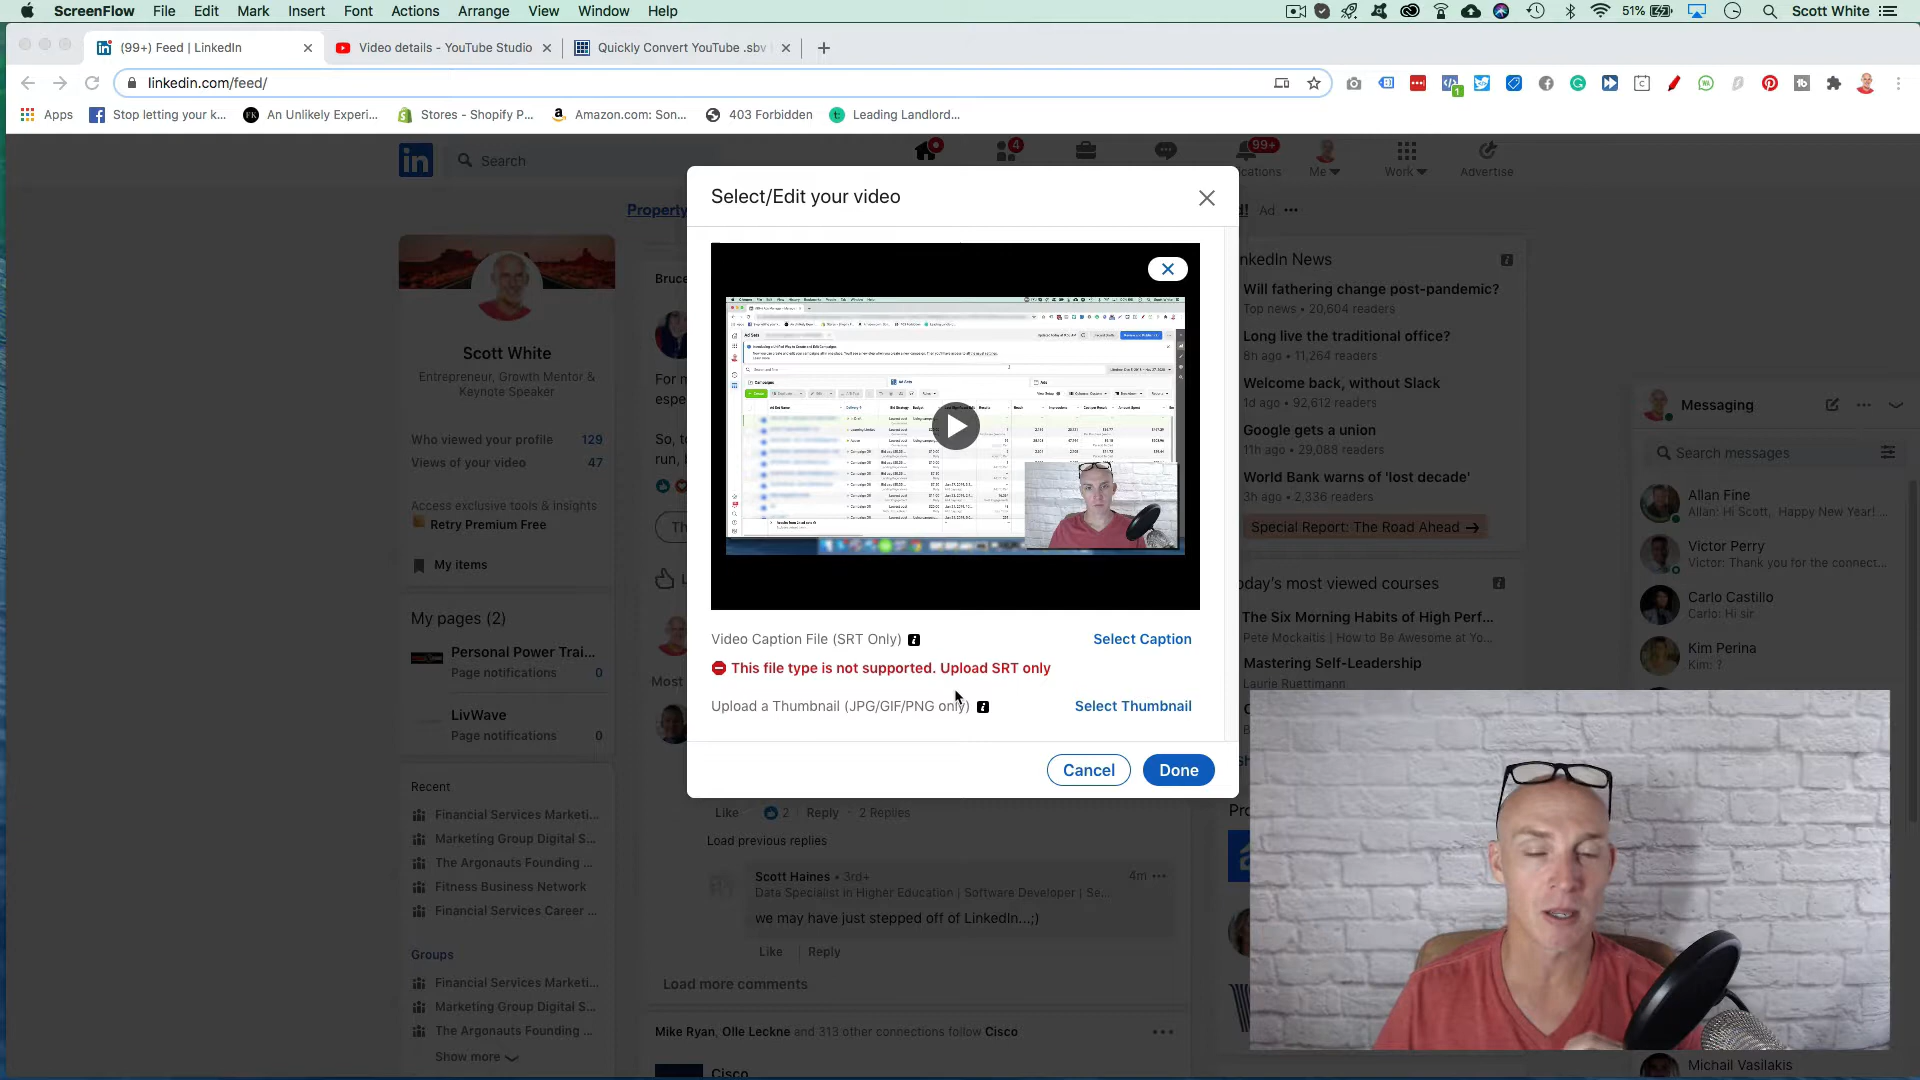 ScreenFlow File Edit Mark Insert Font Actions Arrange View Window Help 51% Scott White
(99+) Feed | LinkedIn
Video details - YouTube Studio
Quickly Convert YouTube .sbv
linkedin.com/feed/
Apps
Stop letting your k...
An Unlikely Experi...
Stores - Shopify P...
Amazon.com: Son...
403 Forbidden
Leading Landlord...
in Search
4
99+
Me
Work
Advertise
Property
Ad
Scott White
Entrepreneur, Growth Mentor &
Keynote Speaker
Who viewed your profile 129
Views of your video 47
Access exclusive tools & insights
Retry Premium Free
My items
My pages (2)
Personal Power Trai...
Page notifications 0
LivWave
Page notifications 0
Recent
Financial Services Marketi...
Marketing Group Digital S...
The Argonauts Founding ...
Fitness Business Network
Financial Services Career ...
Groups
Financial Services Marketi...
Marketing Group Digital S...
The Argonauts Founding ...
Show more
Bruce
Select/Edit your video
Ad Sets
Campaigns
Ad Sets
Ads
Video Caption File (SRT Only)
Select Caption
This file type is not supported. Upload SRT only
Upload a Thumbnail (JPG/GIF/PNG only)
Select Thumbnail
Cancel
Done
Like 2 Reply • 2 Replies
Load previous replies
Scott Haines • 3rd+
4m
Data Specialist in Higher Education | Software Developer | Se...
we may have just stepped off of LinkedIn...;)
Like Reply
Load more comments
Mike Ryan, Olle Leckne and 313 other connections follow Cisco
Cisco
Will fathering change post-pandemic?
Top news • 20,604 readers
Long live the traditional office?
8h ago • 11,264 readers
Welcome back, without Slack
1d ago • 92,612 readers
Google gets a union
11h ago • 29,088 readers
World Bank warns of 'lost decade'
3h ago • 2,336 readers
Special Report: The Road Ahead →
oday's most viewed courses
The Six Morning Habits of High Perf...
Pete Mockaitis | How to Be Awesome at Yo...
Mastering Self-Leadership
Laurie Ruettimann
Messaging
Search messages
Allan Fine
Allan: Hi Scott, Happy New Year!...
Victor Perry
Victor: Thank you for the connect...
Carlo Castillo
Carlo: Hi sir
Kim Perina
Kim: ?
Michail Vasilakis